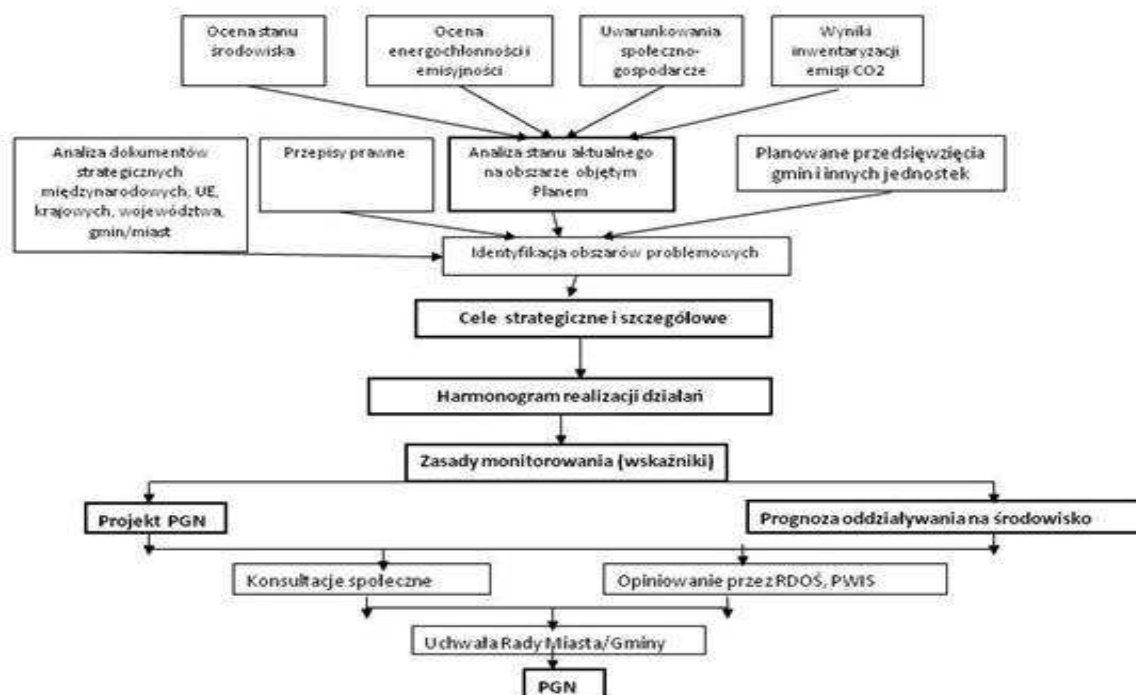 Ocena stanu
środowiska
Ocena
energochłonności i
emisyjności
Uwarunkowania
społeczno-
gospodarcze
Wyniki
inwentaryzacji
emisji CO2
Analiza dokumentów
strategicznych
międzynarodowych, UE,
krajowych, województwa,
gmin/miast
Przepisy prawne
Analiza stanu aktualnego
na obszarze objętym
Planem
Planowane przedsięwzięcia
gmin i innych jednostek
Identyfikacja obszarów problemowych
Cele strategiczne i szczegółowe
Harmonogram realizacji działań
Zasady monitorowania (wskaźniki)
Projekt PGN
Prognoza oddziaływania na środowisko
Konsultacje społeczne
Opiniowanie przez RDOŚ, PWIS
Uchwała Rady Miasta/Gminy
PGN